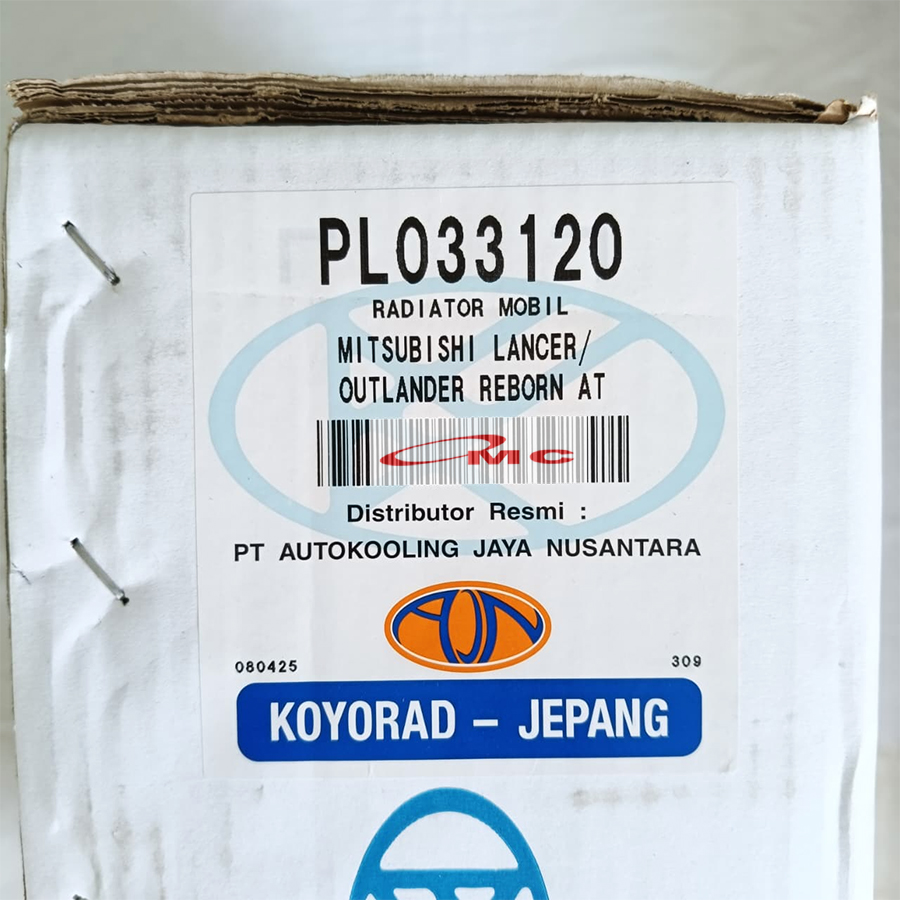 PL033120
RADIATOR MOBIL
MITSUBISHI LANCER/
OUTLANDER REBORN AT
CMC
Distributor Resmi :
PT AUTOKOOLING JAYA NUSANTARA
AJN
080425 309
KOYORAD – JEPANG